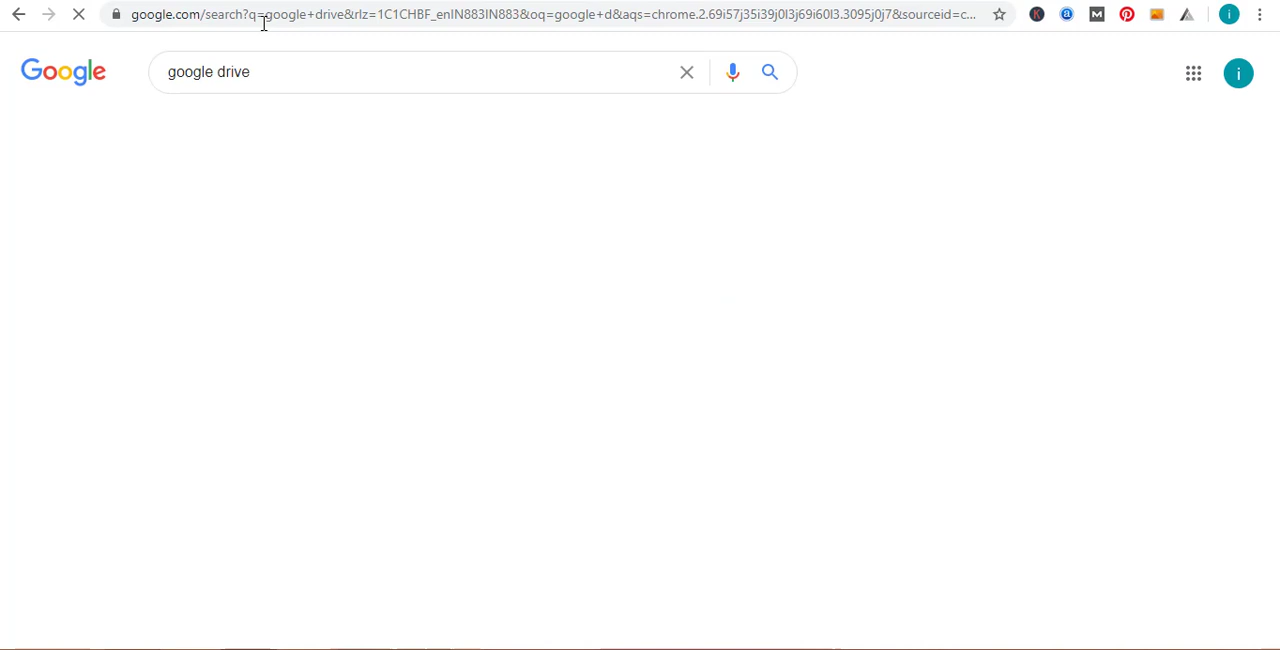 google.com/search?q=google+drive&rlz=1C1CHBF_enIN883IN883&oq=google+d&aqs=chrome.2.69i57j35i39j0l3j69i60l3.3095j0j7&sourceid=c...
K
a
M
i
Google
google drive
i